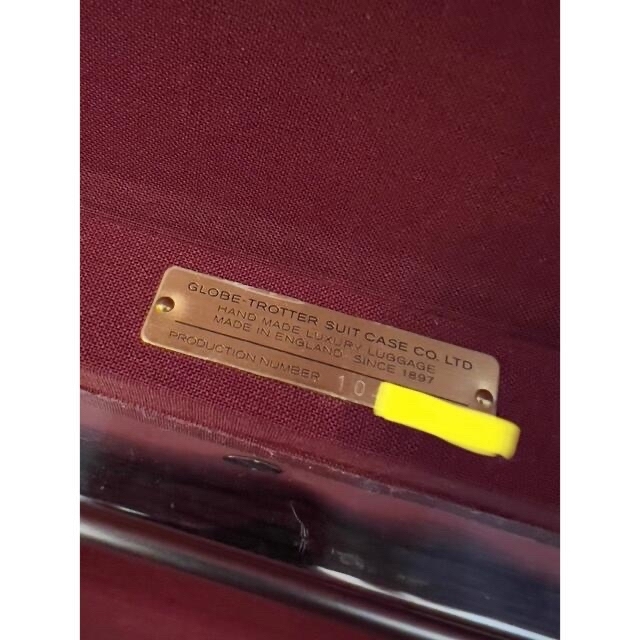 GLOBE-TROTTER SUIT CASE CO. LTD
HAND MADE LUXURY LUGGAGE
MADE IN ENGLAND SINCE 1897
PRODUCTION NUMBER 10